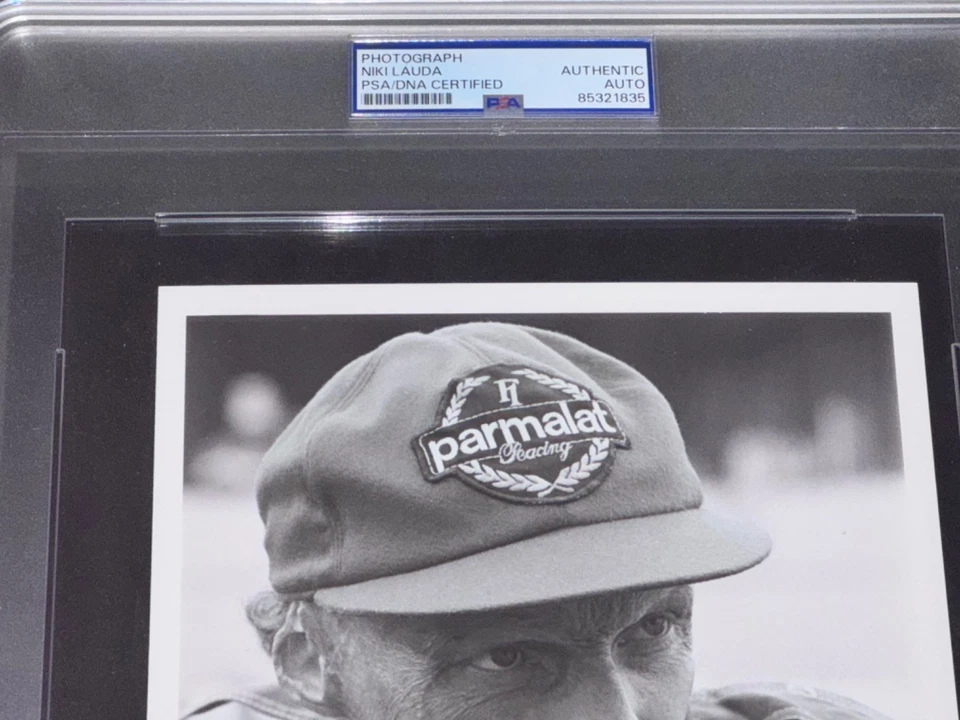 PHOTOGRAPH
NIKI LAUDA
PSA/DNA CERTIFIED
AUTHENTIC
AUTO
85321835
PSA
F1
parmalat
Racing